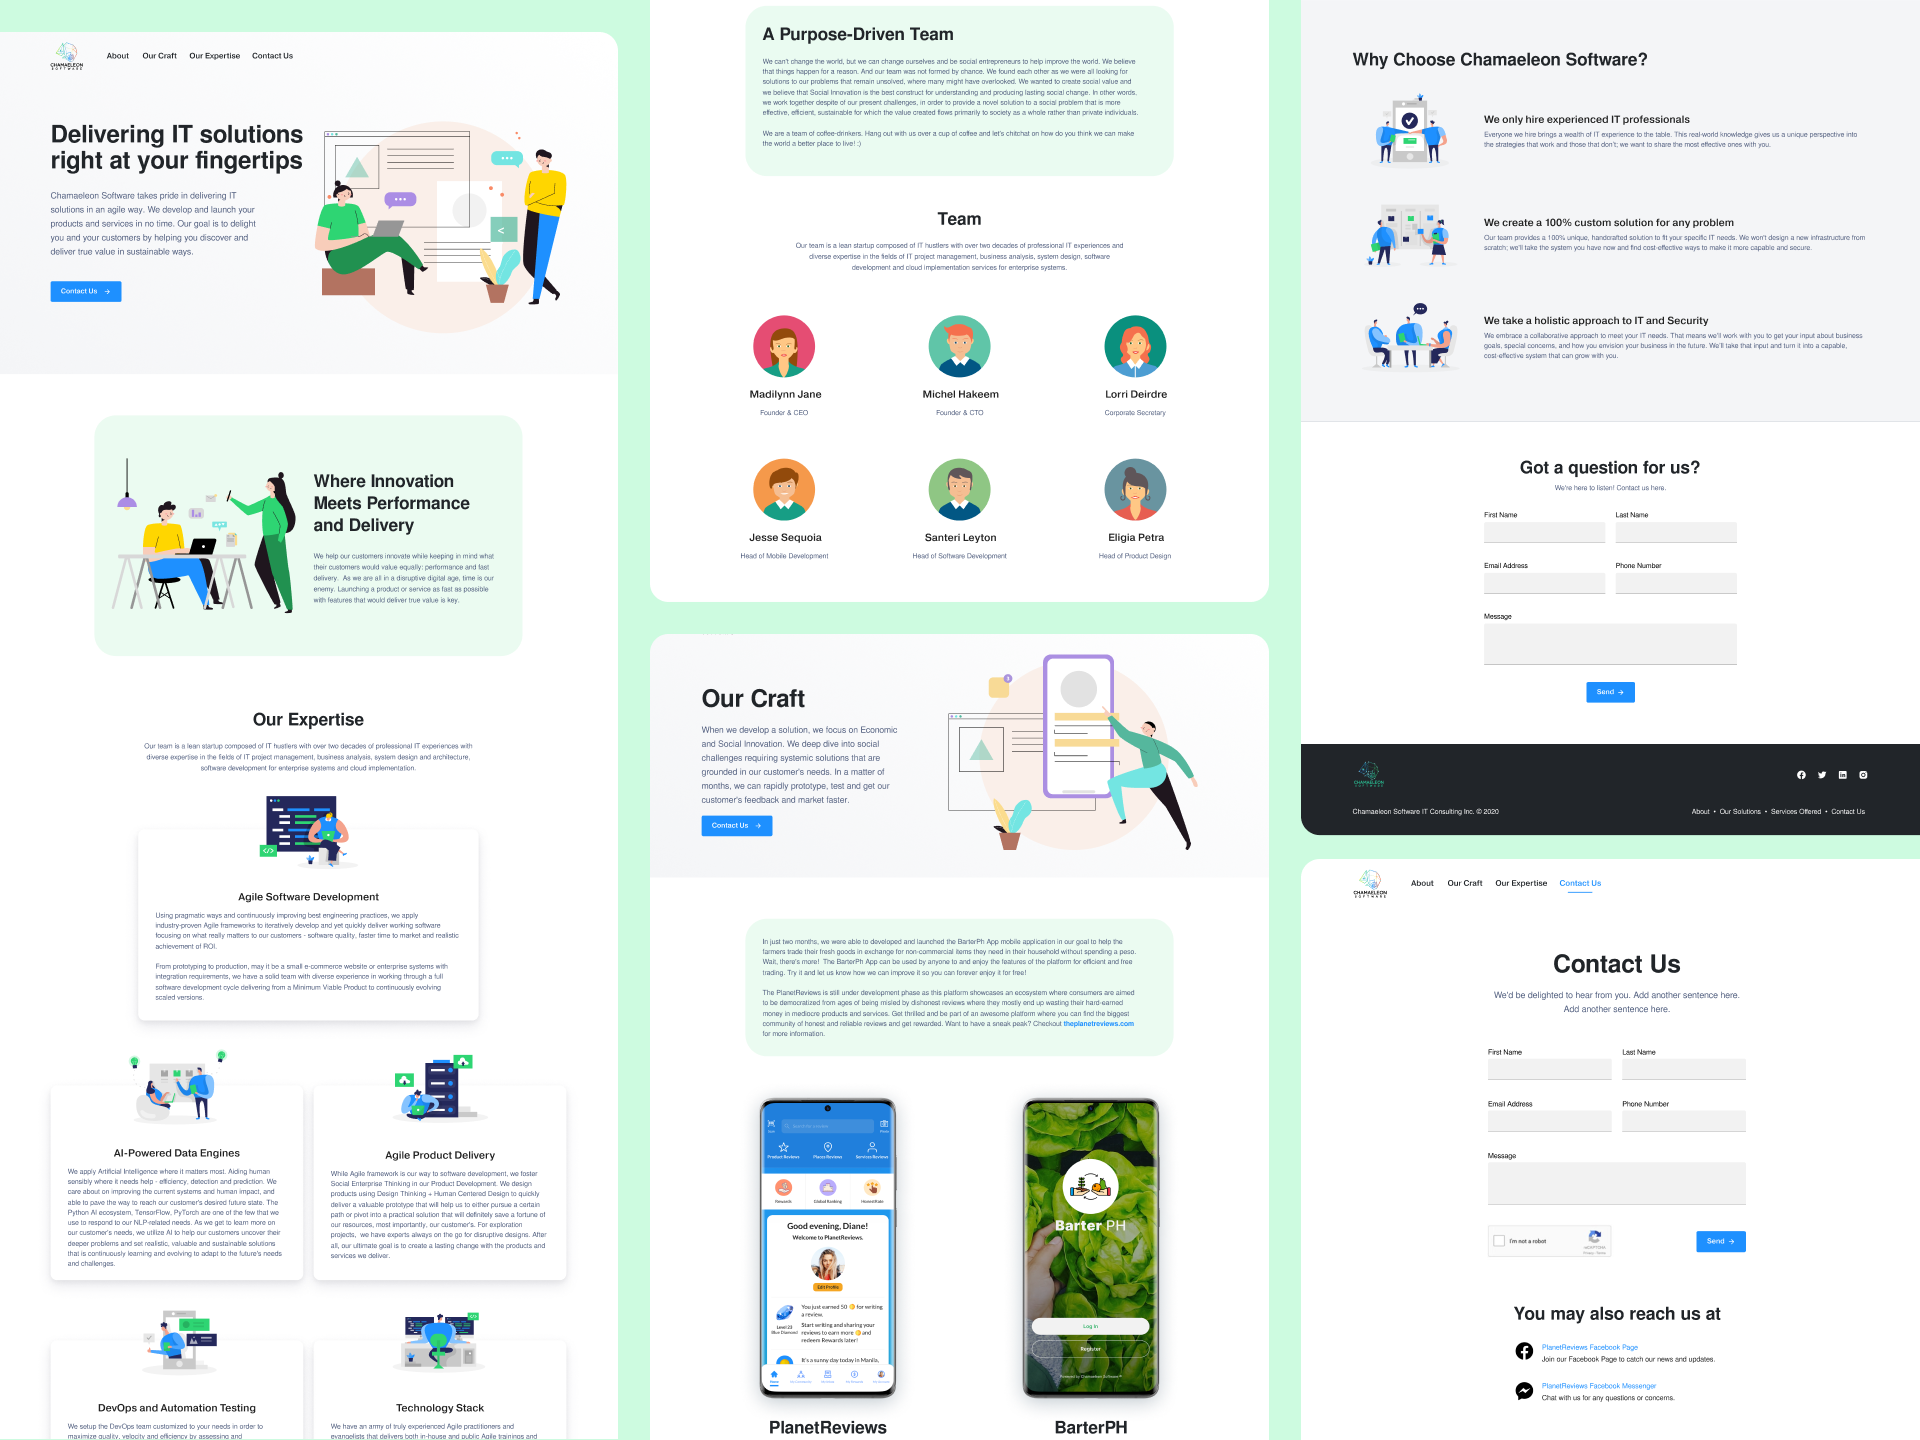 CHAMAELEON
SOFTWARE
About
Our Craft
Our Expertise
Contact Us
Delivering IT solutions
right at your fingertips
Chamaeleon Software takes pride in delivering IT
solutions in an agile way. We develop and launch your
products and services in no time. Our goal is to delight
you and your customers by helping you discover and
deliver true value in sustainable ways.
Contact Us
Where Innovation
Meets Performance
and Delivery
We help our customers innovate while keeping in mind what
their customers would value equally: performance and fast
delivery. As we are all in a disruptive digital age, time is our
enemy. Launching a product or service as fast as possible
with features that would deliver true value is key.
Our Expertise
Our team is a lean startup composed of IT hustlers with over two decades of professional IT experiences with
diverse expertise in the fields of IT project management, business analysis, system design and architecture,
software development for enterprise systems and cloud implementation.
Agile Software Development
Using pragmatic ways and continuously improving best engineering practices, we apply
industry-proven Agile frameworks to iteratively develop and yet quickly deliver working software
focusing on what really matters to our customers - software quality, faster time to market and realistic
achievement of ROI.
From prototyping to production, may it be a small e-commerce website or enterprise systems with
integration requirements, we have a solid team with diverse experience in working through a full
software development cycle delivering from a Minimum Viable Product to continuously evolving
scaled versions.
AI-Powered Data Engines
We apply Artificial Intelligence where it matters most. Aiding human
sensibly where it needs help - efficiency, detection and prediction. We
care about on improving the current systems and human impact, and
able to pave the way to reach our customer's desired future state. The
Python AI ecosystem, TensorFlow, PyTorch are one of the few that we
use to respond to our NLP-related needs. As we get to learn more on
our customer's needs, we utilize AI to help our customers uncover their
deeper problems and set realistic, valuable and sustainable solutions
that is continuously learning and evolving to adapt to the future's needs
and challenges.
Agile Product Delivery
While Agile framework is our way to software development, we foster
Social Enterprise Thinking in our Product Development. We design
products using Design Thinking + Human Centered Design to quickly
deliver a valuable prototype that will help us to either pursue a certain
path or pivot into a practical solution that will definitely save a fortune of
our resources, most importantly, our customer's. For exploration
projects, we have experts always on the go for disruptive designs. After
all, our ultimate goal is to create a lasting change with the products and
services we deliver.
DevOps and Automation Testing
We setup the DevOps team customized to your needs in order to
maximize quality, velocity and efficiency by assessing and
Technology Stack
We have an army of truly experienced Agile practitioners and
evangelists that delivers both in-house and public Agile trainings and
A Purpose-Driven Team
We can't change the world, but we can change ourselves and be social entrepreneurs to help improve the world. We believe
that things happen for a reason. And our team was not formed by chance. We found each other as we were all looking for
solutions to our problems that remain unsolved, where many might have overlooked. We wanted to create social value and
we believe that Social Innovation is the best construct for understanding and producing lasting social change. In other words,
we work together despite of our present challenges, in order to provide a novel solution to a social problem that is more
effective, efficient, sustainable for which the value created flows primarily to society as a whole rather than private individuals.
We are a team of coffee-drinkers. Hang out with us over a cup of coffee and let's chitchat on how do you think we can make
the world a better place to live! :)
Team
Our team is a lean startup composed of IT hustlers with over two decades of professional IT experiences and
diverse expertise in the fields of IT project management, business analysis, system design, software
development and cloud implementation services for enterprise systems.
Madilynn Jane
Founder & CEO
Michel Hakeem
Founder & CTO
Lorri Deirdre
Corporate Secretary
Jesse Sequoia
Head of Mobile Development
Santeri Leyton
Head of Software Development
Eligia Petra
Head of Product Design
Our Craft
When we develop a solution, we focus on Economic
and Social Innovation. We deep dive into social
challenges requiring systemic solutions that are
grounded in our customer's needs. In a matter of
months, we can rapidly prototype, test and get our
customer's feedback and market faster.
Contact Us
In just two months, we were able to developed and launched the BarterPh App mobile application in our goal to help the
farmers trade their fresh goods in exchange for non-commercial items they need in their household without spending a peso.
Wait, there's more! The BarterPh App can be used by anyone to and enjoy the features of the platform for efficient and free
trading. Try it and let us know how we can improve it so you can forever enjoy it for free!
The PlanetReviews is still under development phase as this platform showcases an ecosystem where consumers are aimed
to be democratized from ages of being misled by dishonest reviews where they mostly end up wasting their hard-earned
money in mediocre products and services. Get thrilled and be part of an awesome platform where you can find the biggest
community of honest and reliable reviews and get rewarded. Want to have a sneak peak? Checkout theplanetreviews.com
for more information.
Product Reviews
Places Reviews
Services Reviews
Rewards
Global Ranking
HonestRate
Good evening, Diane!
Welcome to PlanetReviews.
Edit Profile
You just earned 50 for writing
a review.
Level 23
Blue Diamond
Start writing and sharing your
reviews to earn more and
redeem Rewards later!
It's a sunny day today in Manila,
Home
PlanetReviews
Barter PH
Log In
Register
Powered by Chamaeleon Software
BarterPH
Why Choose Chamaeleon Software?
We only hire experienced IT professionals
Everyone we hire brings a wealth of IT experience to the table. This real-world knowledge gives us a unique perspective into
the strategies that work and those that don't; we want to share the most effective ones with you.
We create a 100% custom solution for any problem
Our team provides a 100% unique, handcrafted solution to fit your specific IT needs. We won't design a new infrastructure from
scratch; we'll take the system you have now and find cost-effective ways to make it more capable and secure.
We take a holistic approach to IT and Security
We embrace a collaborative approach to meet your IT needs. That means we'll work with you to get your input about business
goals, special concerns, and how you envision your business in the future. We'll take that input and turn it into a capable,
cost-effective system that can grow with you.
Got a question for us?
We're here to listen! Contact us here.
First Name
Last Name
Email Address
Phone Number
Message
Send
CHAMAELEON
SOFTWARE
Chamaeleon Software IT Consulting Inc. © 2020
About • Our Solutions • Services Offered • Contact Us
CHAMAELEON
SOFTWARE
About
Our Craft
Our Expertise
Contact Us
Contact Us
We'd be delighted to hear from you. Add another sentence here.
Add another sentence here.
First Name
Last Name
Email Address
Phone Number
Message
I'm not a robot
reCAPTCHA
Privacy - Terms
Send
You may also reach us at
PlanetReviews Facebook Page
Join our Facebook Page to catch our news and updates.
PlanetReviews Facebook Messenger
Chat with us for any questions or concerns.